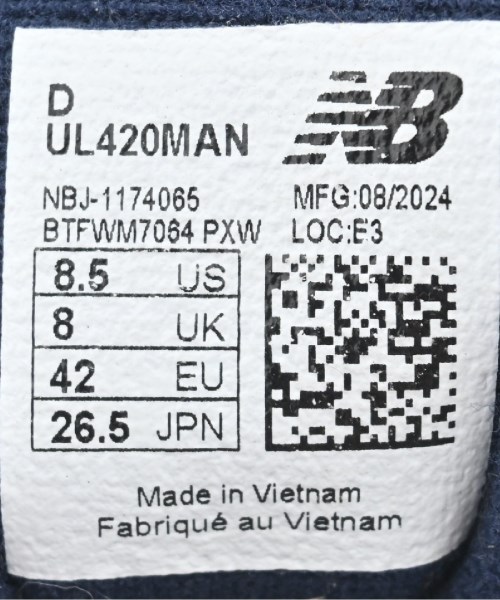 D
UL420MAN
NB
NBJ-1174065
MFG:08/2024
BTFWM7064 PXW
LOC:E3
8.5 US
8 UK
42 EU
26.5 JPN
Made in Vietnam
Fabriqué au Vietnam